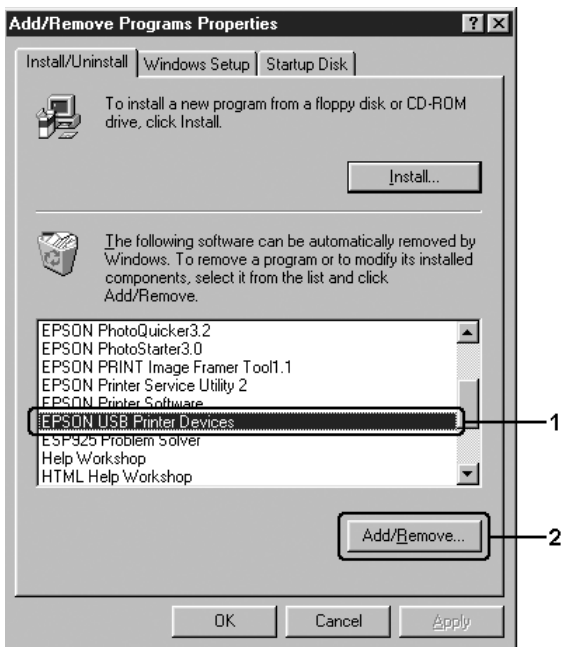 Add/Remove Programs Properties
Install/Uninstall Windows Setup Startup Disk
To install a new program from a floppy disk or CD-ROM
drive, click Install.
Install...
The following software can be automatically removed by
Windows. To remove a program or to modify its installed
components, select it from the list and click
Add/Remove.
EPSON PhotoQuicker3.2
EPSON PhotoStarter3.0
EPSON PRINT Image Framer Tool1.1
EPSON Printer Service Utility 2
EPSON Printer Software
EPSON USB Printer Devices
1
ESP925 Problem Solver
Help Workshop
HTML Help Workshop
Add/Remove...
2
OK Cancel Apply